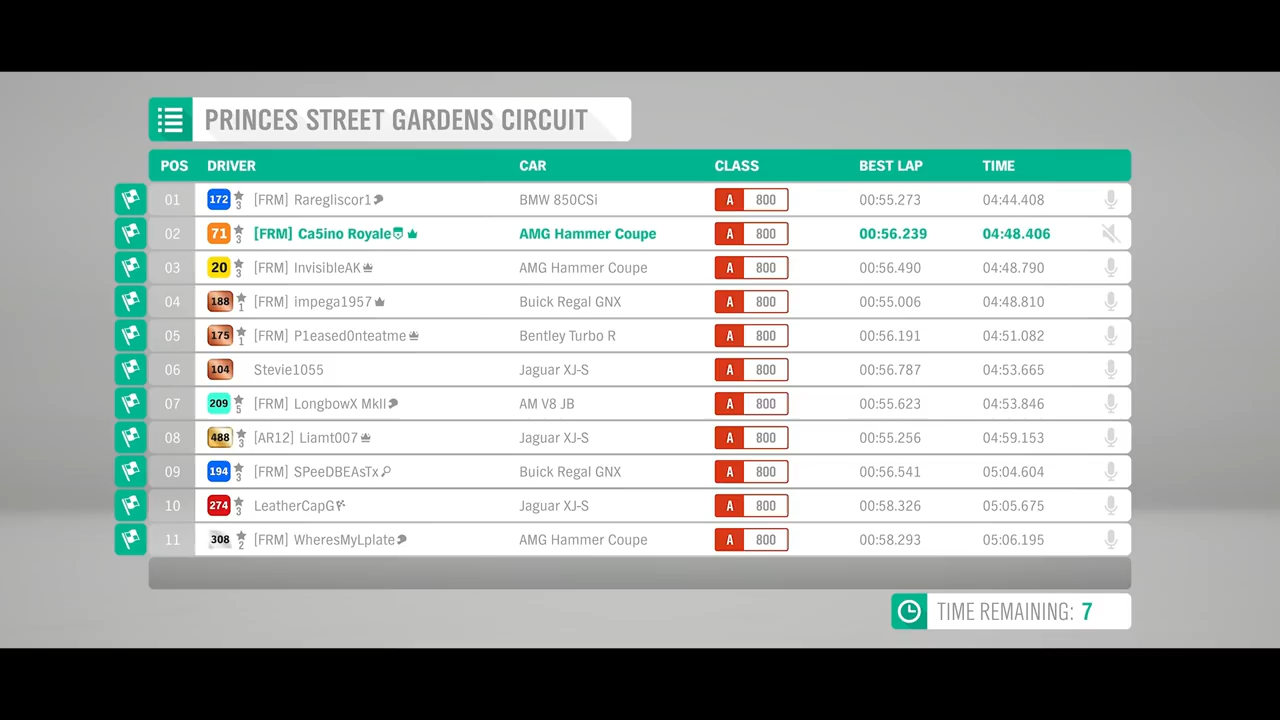 PRINCES STREET GARDENS CIRCUIT
POS DRIVER CAR CLASS BEST LAP TIME
01 172 3 [FRM] Raregliscor1 BMW 850CSi A 800 00:55.273 04:44.408
02 71 3 [FRM] Ca5ino Royale AMG Hammer Coupe A 800 00:56.239 04:48.406
03 20 3 [FRM] InvisibleAK AMG Hammer Coupe A 800 00:56.490 04:48.790
04 188 1 [FRM] impega1957 Buick Regal GNX A 800 00:55.006 04:48.810
05 175 1 [FRM] P1eased0nteatme Bentley Turbo R A 800 00:56.191 04:51.082
06 104 Stevie1055 Jaguar XJ-S A 800 00:56.787 04:53.665
07 209 5 [FRM] LongbowX MkII AM V8 JB A 800 00:55.623 04:53.846
08 488 3 [AR12] Liamt007 Jaguar XJ-S A 800 00:55.256 04:59.153
09 194 3 [FRM] SPeeDBEAsTx Buick Regal GNX A 800 00:56.541 05:04.604
10 274 3 LeatherCapG Jaguar XJ-S A 800 00:58.326 05:05.675
11 308 2 [FRM] WheresMyLplate AMG Hammer Coupe A 800 00:58.293 05:06.195
TIME REMAINING: 7